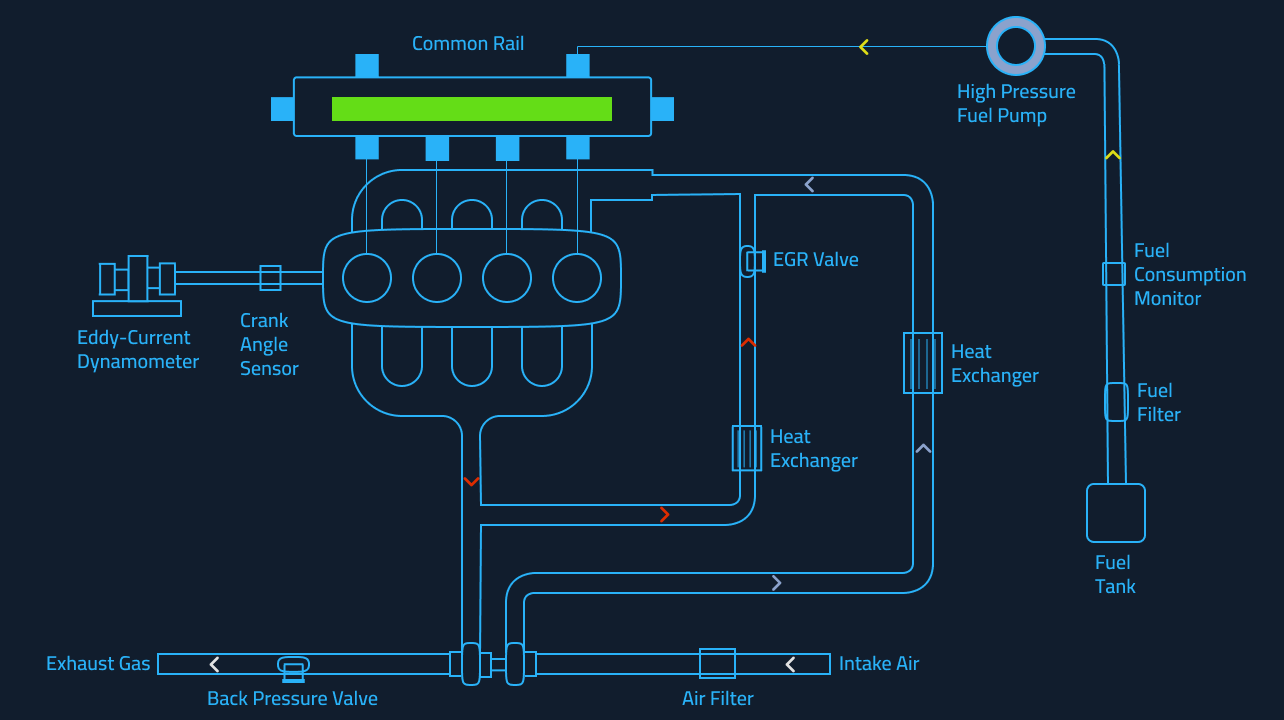 Common Rail
High Pressure
Fuel Pump
EGR Valve
Fuel
Consumption
Monitor
Eddy-Current
Dynamometer
Crank
Angle
Sensor
Heat
Exchanger
Fuel
Filter
Heat
Exchanger
Fuel
Tank
Exhaust Gas
Intake Air
Back Pressure Valve
Air Filter